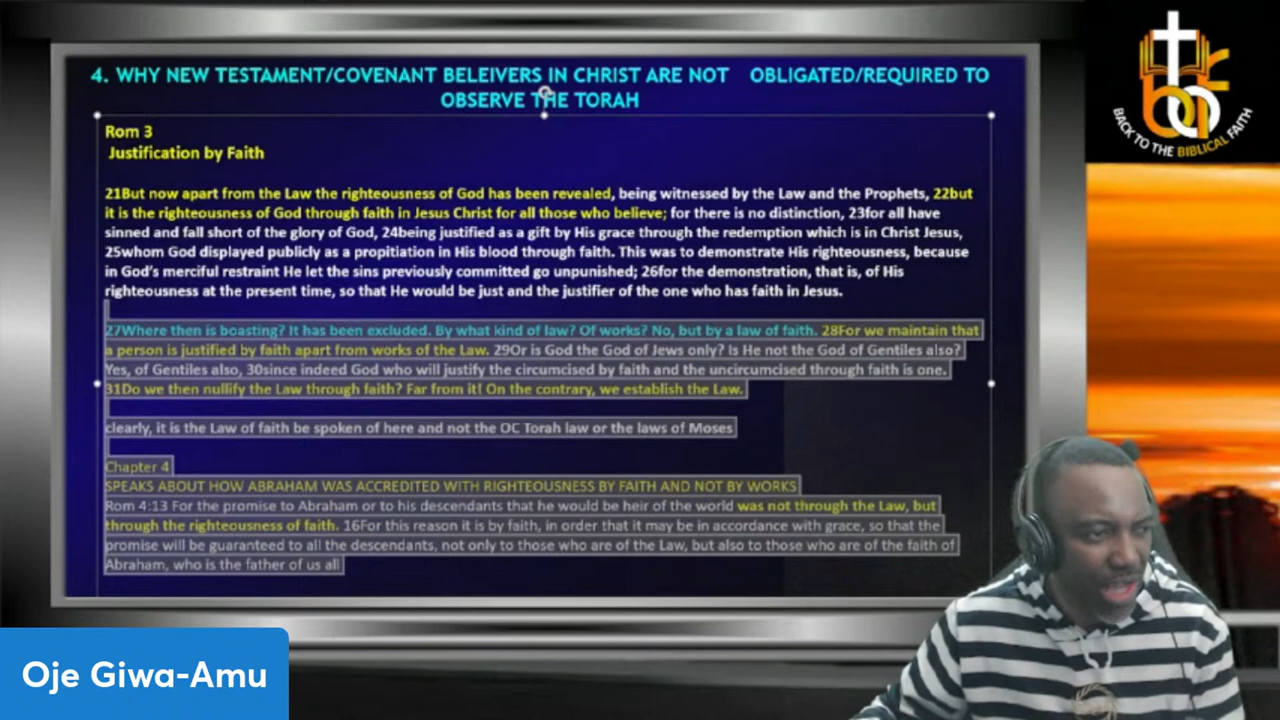 4. WHY NEW TESTAMENT/COVENANT BELEIVERS IN CHRIST ARE NOT OBLIGATED/REQUIRED TO
OBSERVE THE TORAH
Rom 3
Justification by Faith
21But now apart from the Law the righteousness of God has been revealed, being witnessed by the Law and the Prophets, 22but
it is the righteousness of God through faith in Jesus Christ for all those who believe; for there is no distinction, 23for all have
sinned and fall short of the glory of God, 24being justified as a gift by His grace through the redemption which is in Christ Jesus,
25whom God displayed publicly as a propitiation in His blood through faith. This was to demonstrate His righteousness, because
in God's merciful restraint He let the sins previously committed go unpunished; 26for the demonstration, that is, of His
righteousness at the present time, so that He would be just and the justifier of the one who has faith in Jesus.
27Where then is boasting? It has been excluded. By what kind of law? Of works? No, but by a law of faith. 28For we maintain that
a person is justified by faith apart from works of the Law. 29Or is God the God of Jews only? Is He not the God of Gentiles also?
Yes, of Gentiles also, 30since indeed God who will justify the circumcised by faith and the uncircumcised through faith is one.
31Do we then nullify the Law through faith? Far from it! On the contrary, we establish the Law.
clearly, it is the Law of faith be spoken of here and not the OC Torah law or the laws of Moses
Chapter 4
SPEAKS ABOUT HOW ABRAHAM WAS ACCREDITED WITH RIGHTEOUSNESS BY FAITH AND NOT BY WORKS
Rom 4:13 For the promise to Abraham or to his descendants that he would be heir of the world was not through the Law, but
through the righteousness of faith. 16For this reason it is by faith, in order that it may be in accordance with grace, so that the
promise will be guaranteed to all the descendants, not only to those who are of the Law, but also to those who are of the faith of
Abraham, who is the father of us all
BACK TO THE BIBLICAL FAITH
Oje Giwa-Amu